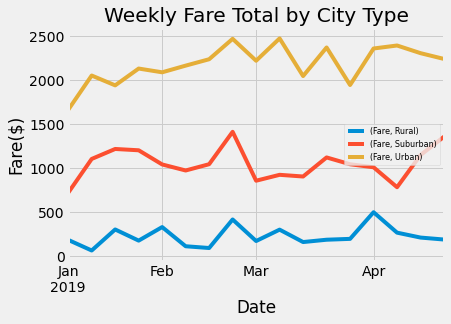 Weekly Fare Total by City Type
2500
2000
1500
1000
500
0
Fare($)
(Fare, Rural)
(Fare, Suburban)
(Fare, Urban)
Jan
2019
Feb
Mar
Apr
Date